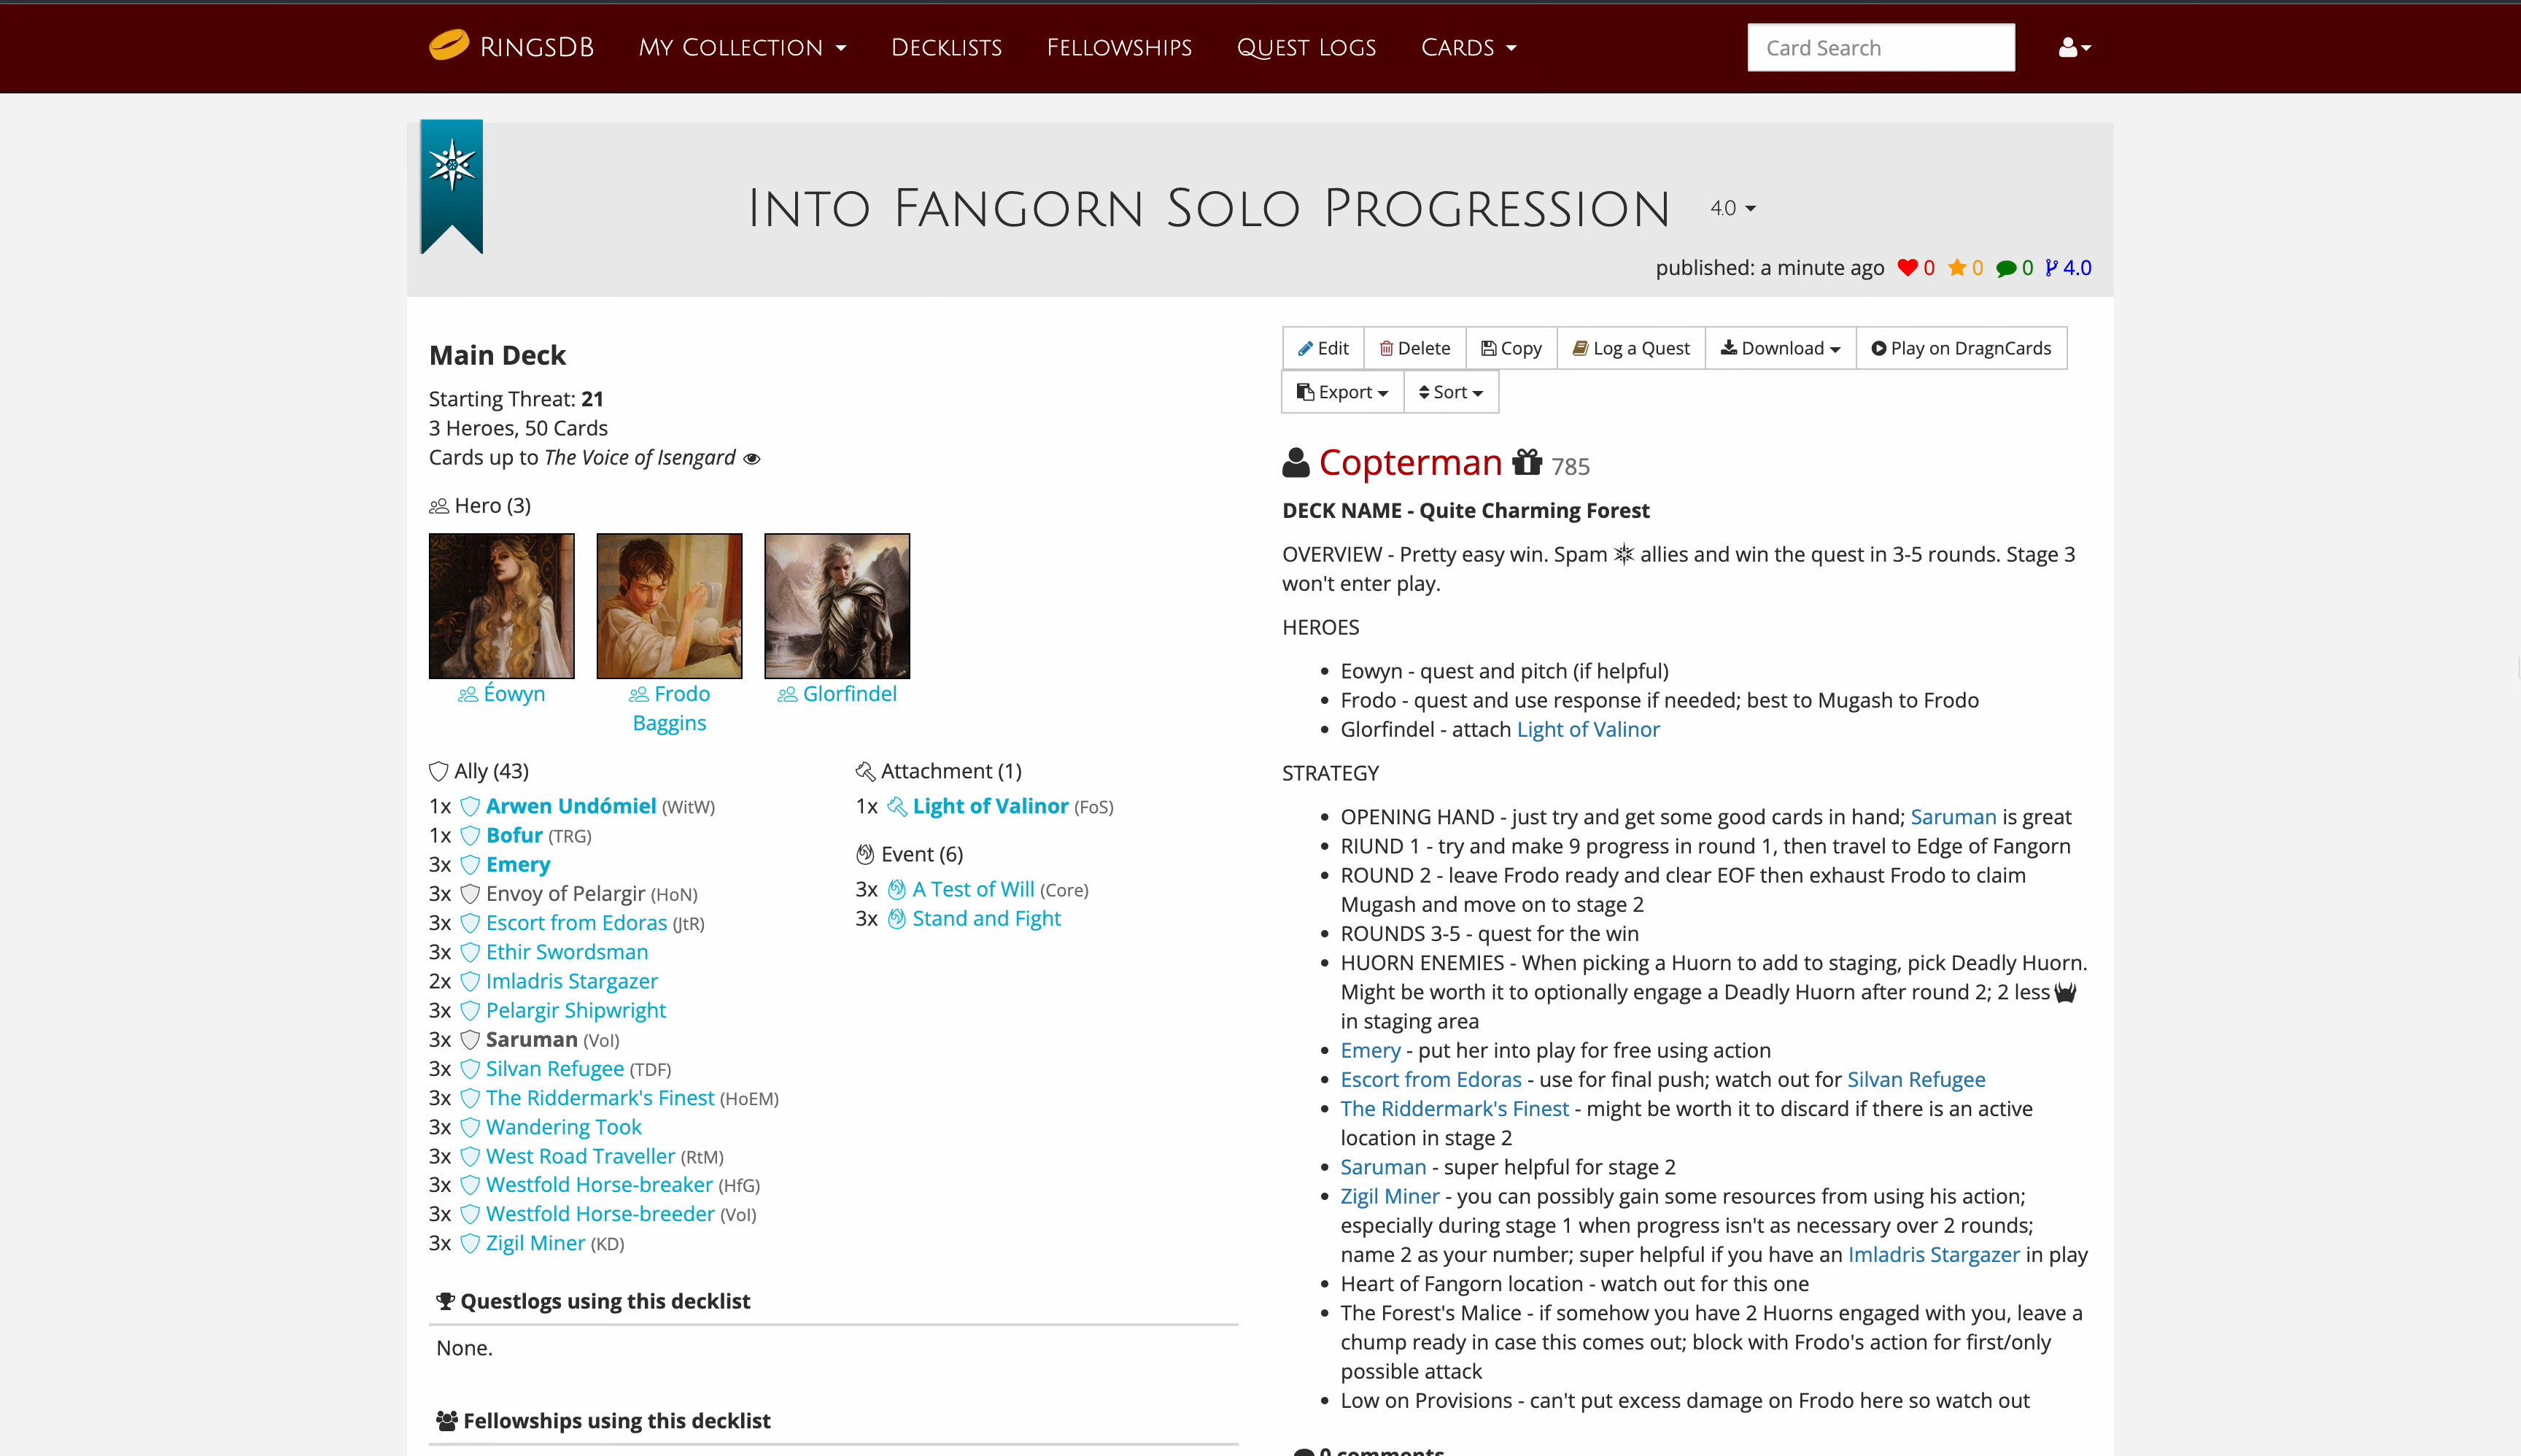 RingsDB My Collection Decklists Fellowships Quest Logs Cards Card Search
Into Fangorn Solo Progression 4.0
published: a minute ago 0 0 0 4.0
Main Deck
Starting Threat: 21
3 Heroes, 50 Cards
Cards up to The Voice of Isengard
Hero (3)
Éowyn
Frodo Baggins
Glorfindel
Ally (43)
1x Arwen Undómiel (WitW)
1x Bofur (TRG)
3x Emery
3x Envoy of Pelargir (HoN)
3x Escort from Edoras (JtR)
3x Ethir Swordsman
2x Imladris Stargazer
3x Pelargir Shipwright
3x Saruman (VoI)
3x Silvan Refugee (TDF)
3x The Riddermark's Finest (HoEM)
3x Wandering Took
3x West Road Traveller (RtM)
3x Westfold Horse-breaker (HfG)
3x Westfold Horse-breeder (VoI)
3x Zigil Miner (KD)
Attachment (1)
1x Light of Valinor (FoS)
Event (6)
3x A Test of Will (Core)
3x Stand and Fight
Questlogs using this decklist
None.
Fellowships using this decklist
Edit Delete Copy Log a Quest Download Play on DragnCards
Export Sort
Copterman 785
DECK NAME - Quite Charming Forest
OVERVIEW - Pretty easy win. Spam allies and win the quest in 3-5 rounds. Stage 3
won't enter play.
HEROES
• Eowyn - quest and pitch (if helpful)
• Frodo - quest and use response if needed; best to Mugash to Frodo
• Glorfindel - attach Light of Valinor
STRATEGY
• OPENING HAND - just try and get some good cards in hand; Saruman is great
• RIUND 1 - try and make 9 progress in round 1, then travel to Edge of Fangorn
• ROUND 2 - leave Frodo ready and clear EOF then exhaust Frodo to claim
Mugash and move on to stage 2
• ROUNDS 3-5 - quest for the win
• HUORN ENEMIES - When picking a Huorn to add to staging, pick Deadly Huorn.
Might be worth it to optionally engage a Deadly Huorn after round 2; 2 less
in staging area
• Emery - put her into play for free using action
• Escort from Edoras - use for final push; watch out for Silvan Refugee
• The Riddermark's Finest - might be worth it to discard if there is an active
location in stage 2
• Saruman - super helpful for stage 2
• Zigil Miner - you can possibly gain some resources from using his action;
especially during stage 1 when progress isn't as necessary over 2 rounds;
name 2 as your number; super helpful if you have an Imladris Stargazer in play
• Heart of Fangorn location - watch out for this one
• The Forest's Malice - if somehow you have 2 Huorns engaged with you, leave a
chump ready in case this comes out; block with Frodo's action for first/only
possible attack
• Low on Provisions - can't put excess damage on Frodo here so watch out
0 comments